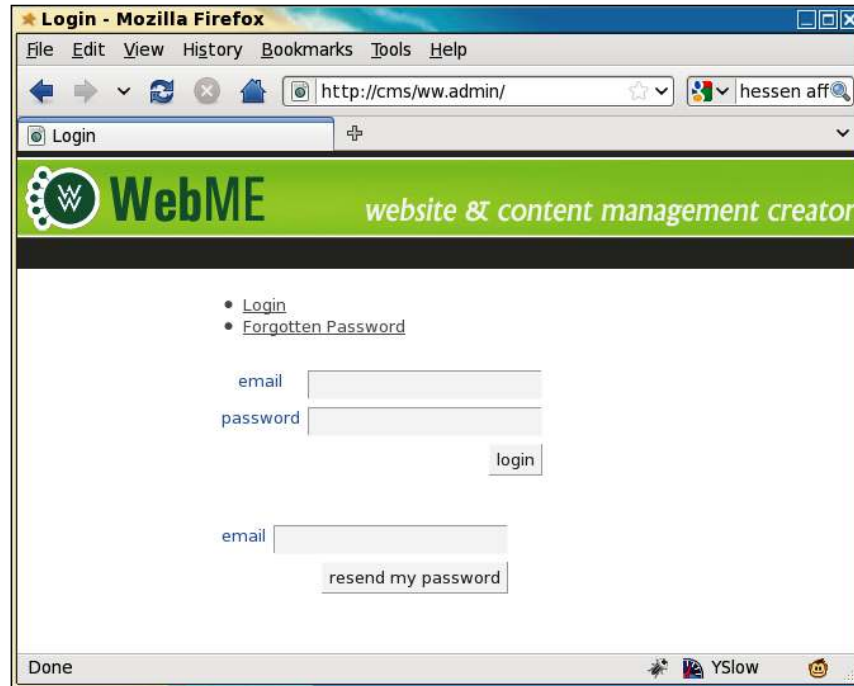 Login - Mozilla Firefox
File Edit View History Bookmarks Tools Help
http://cms/ww.admin/ hessen aff
Login
W WebME website & content management creator
Login
Forgotten Password
email
password
login
email
resend my password
Done YSlow